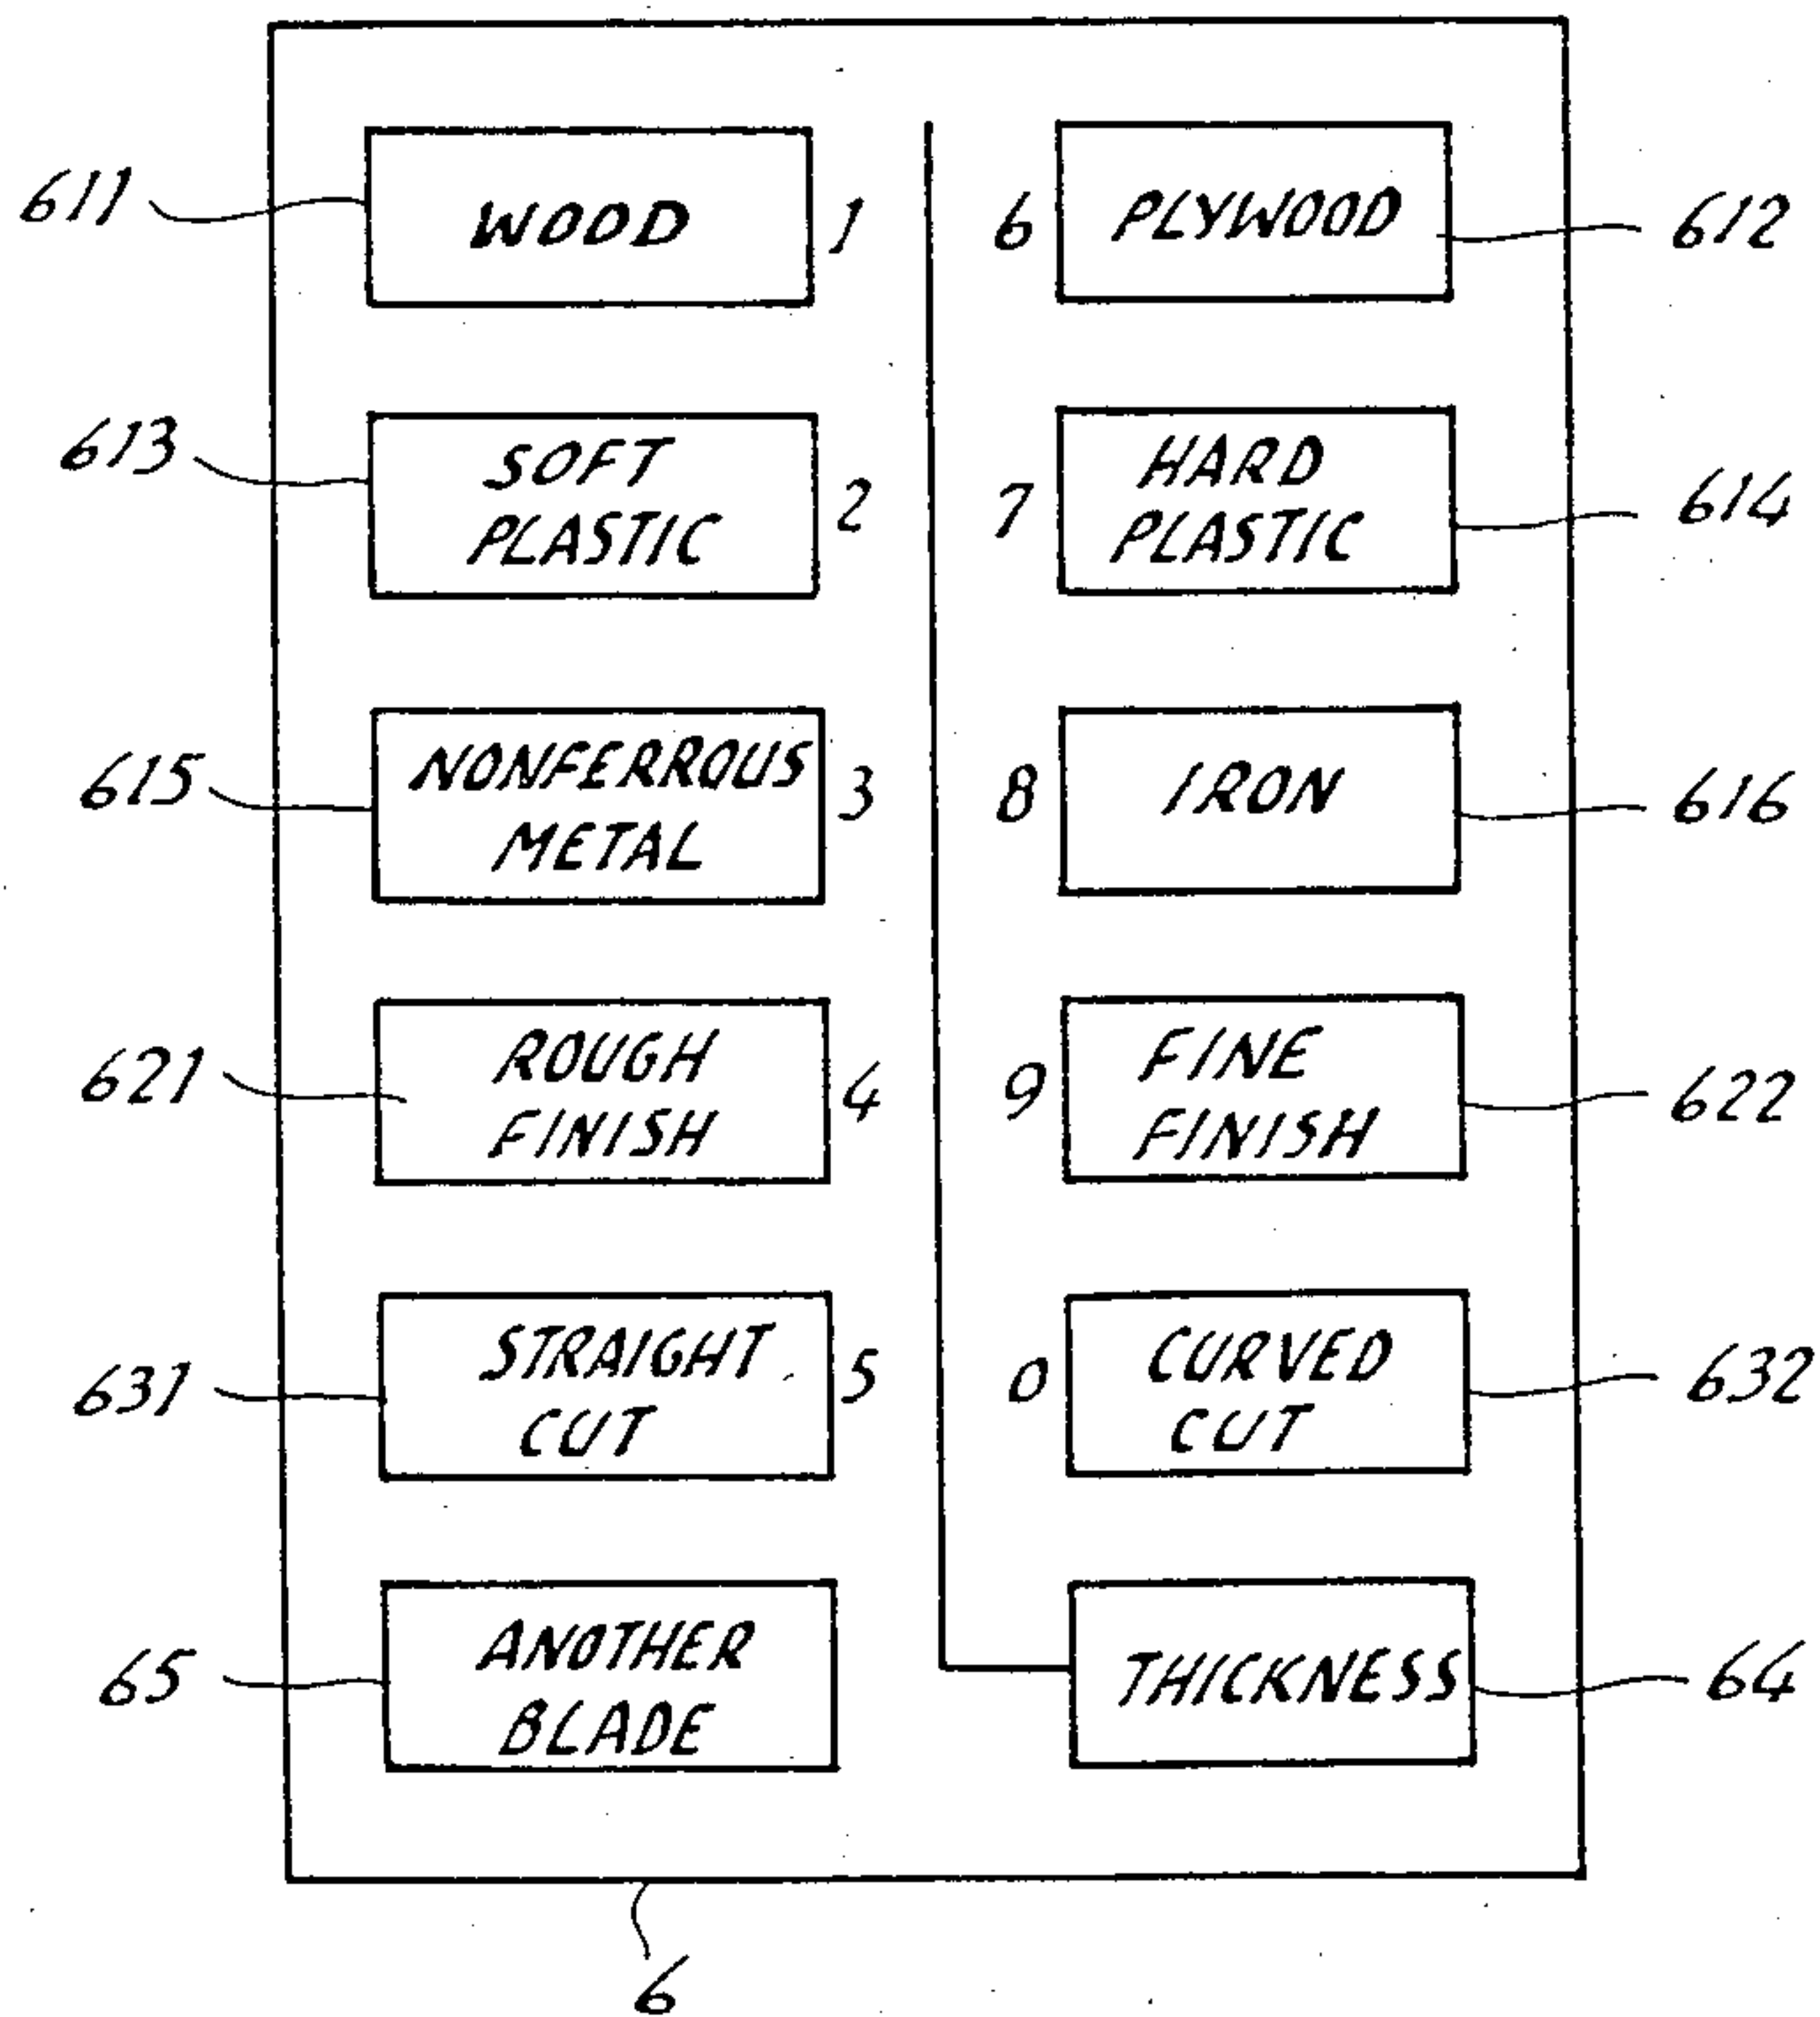 611 WOOD 1 6 PLYWOOD 612
613 SOFT PLASTIC 2 7 HARD PLASTIC 614
615 NONFERROUS METAL 3 8 IRON 616
621 ROUGH FINISH 4 9 FINE FINISH 622
631 STRAIGHT CUT 5 0 CURVED CUT 632
65 ANOTHER BLADE THICKNESS 64
6